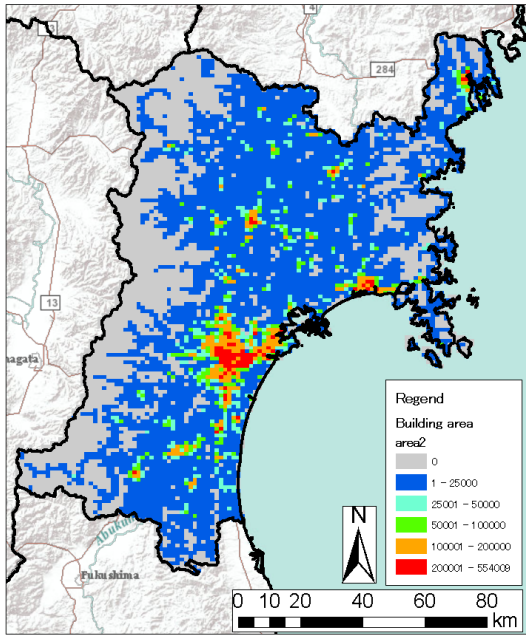 4
284
13
nagata
Abuku
Fukushima
Regend
Building area
area2
0
1 - 25000
25001 - 50000
50001 - 100000
100001 - 200000
200001 - 554009
N
0 10 20 40 60 80
km